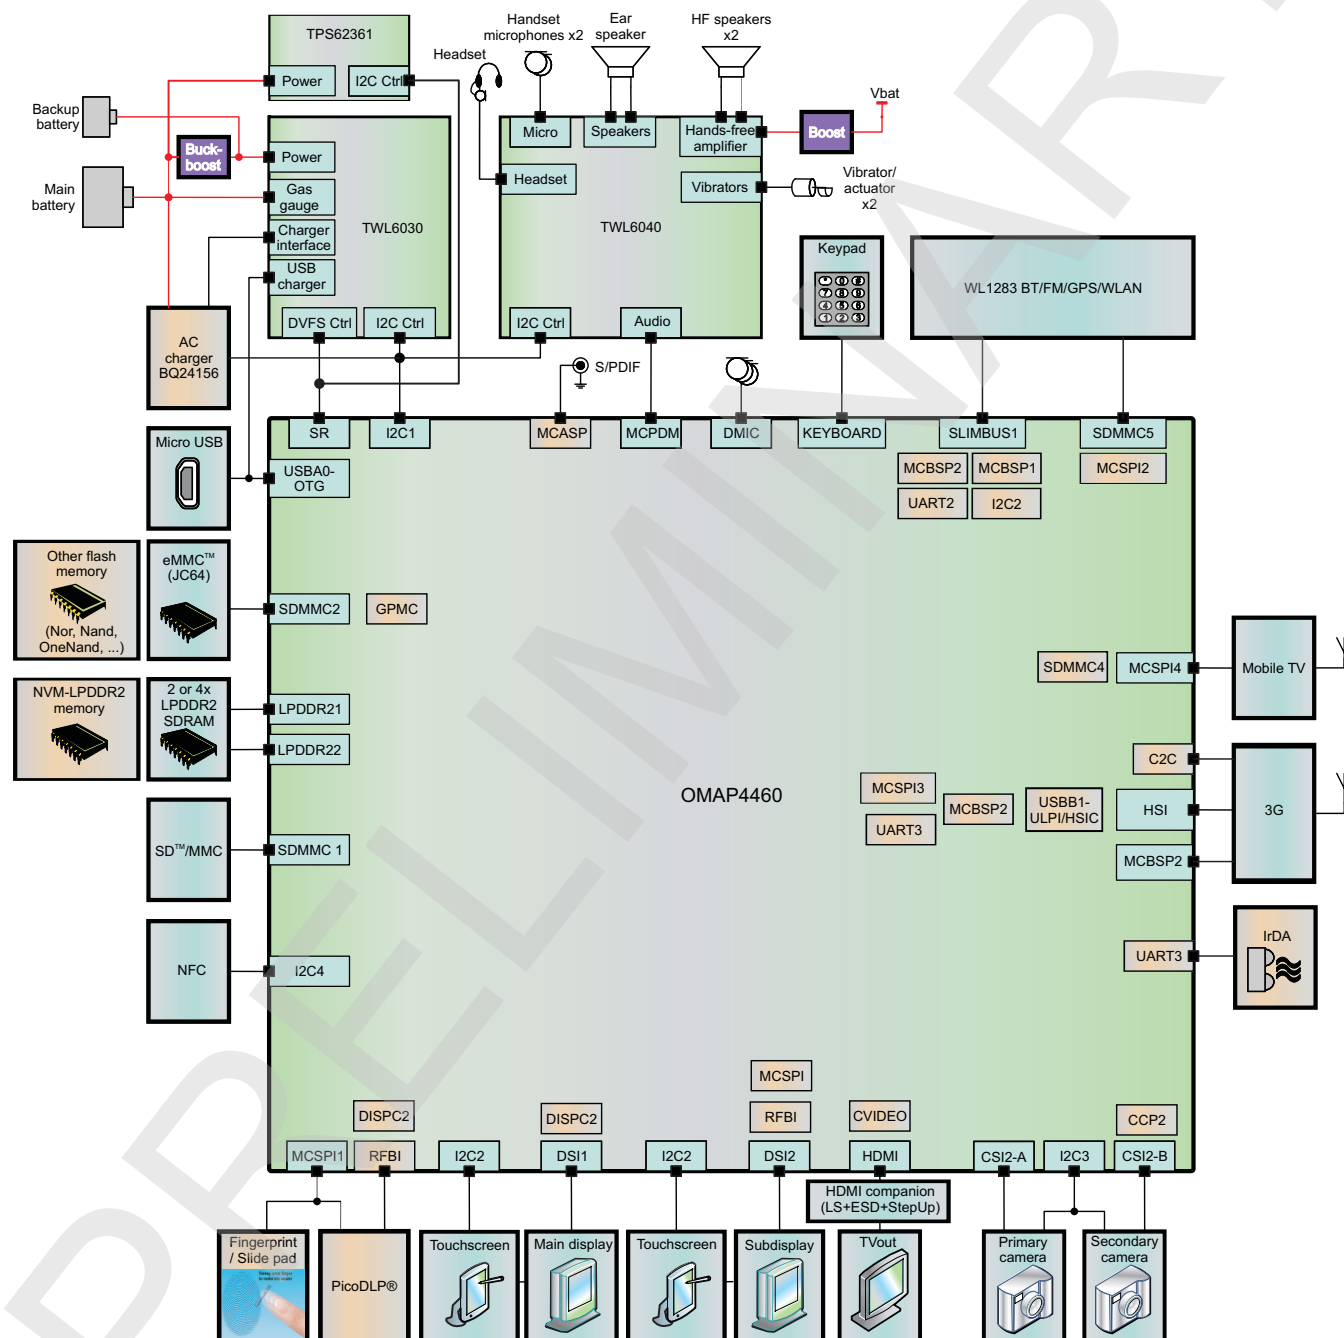 TPS62361
Power
I2C Ctrl
Headset
Handset
microphones x2
Ear
speaker
HF speakers
x2
Vbat
Backup
battery
Buck-
boost
Main
battery
Power
Gas
gauge
Charger
interface
USB
charger
TWL6030
DVFS Ctrl
I2C Ctrl
Micro
Speakers
Hands-free
amplifier
Boost
Headset
Vibrators
Vibrator/
actuator
x2
TWL6040
I2C Ctrl
Audio
Keypad
WL1283 BT/FM/GPS/WLAN
AC
charger
BQ24156
S/PDIF
SR
I2C1
MCASP
MCPDM
DMIC
KEYBOARD
SLIMBUS1
SDMMC5
MCBSP2
MCBSP1
MCSPI2
UART2
I2C2
Micro USB
USBA0-
OTG
Other flash
memory
(Nor, Nand,
OneNand, ...)
eMMC™
(JC64)
SDMMC2
GPMC
NVM-LPDDR2
memory
2 or 4x
LPDDR2
SDRAM
LPDDR21
LPDDR22
SDMMC4
MCSPI4
Mobile TV
C2C
HSI
MCBSP2
3G
OMAP4460
MCSPI3
UART3
MCBSP2
USBB1-
ULPI/HSIC
SD™/MMC
SDMMC 1
NFC
I2C4
UART3
IrDA
MCSPI
DISPC2
DISPC2
RFBI
CVIDEO
CCP2
MCSPI1
RFBI
I2C2
DSI1
I2C2
DSI2
HDMI
CSI2-A
I2C3
CSI2-B
HDMI companion
(LS+ESD+StepUp)
Fingerprint
/ Slide pad
PicoDLP®
Touchscreen
Main display
Touchscreen
Subdisplay
TVout
Primary
camera
Secondary
camera
PRELIMINAR